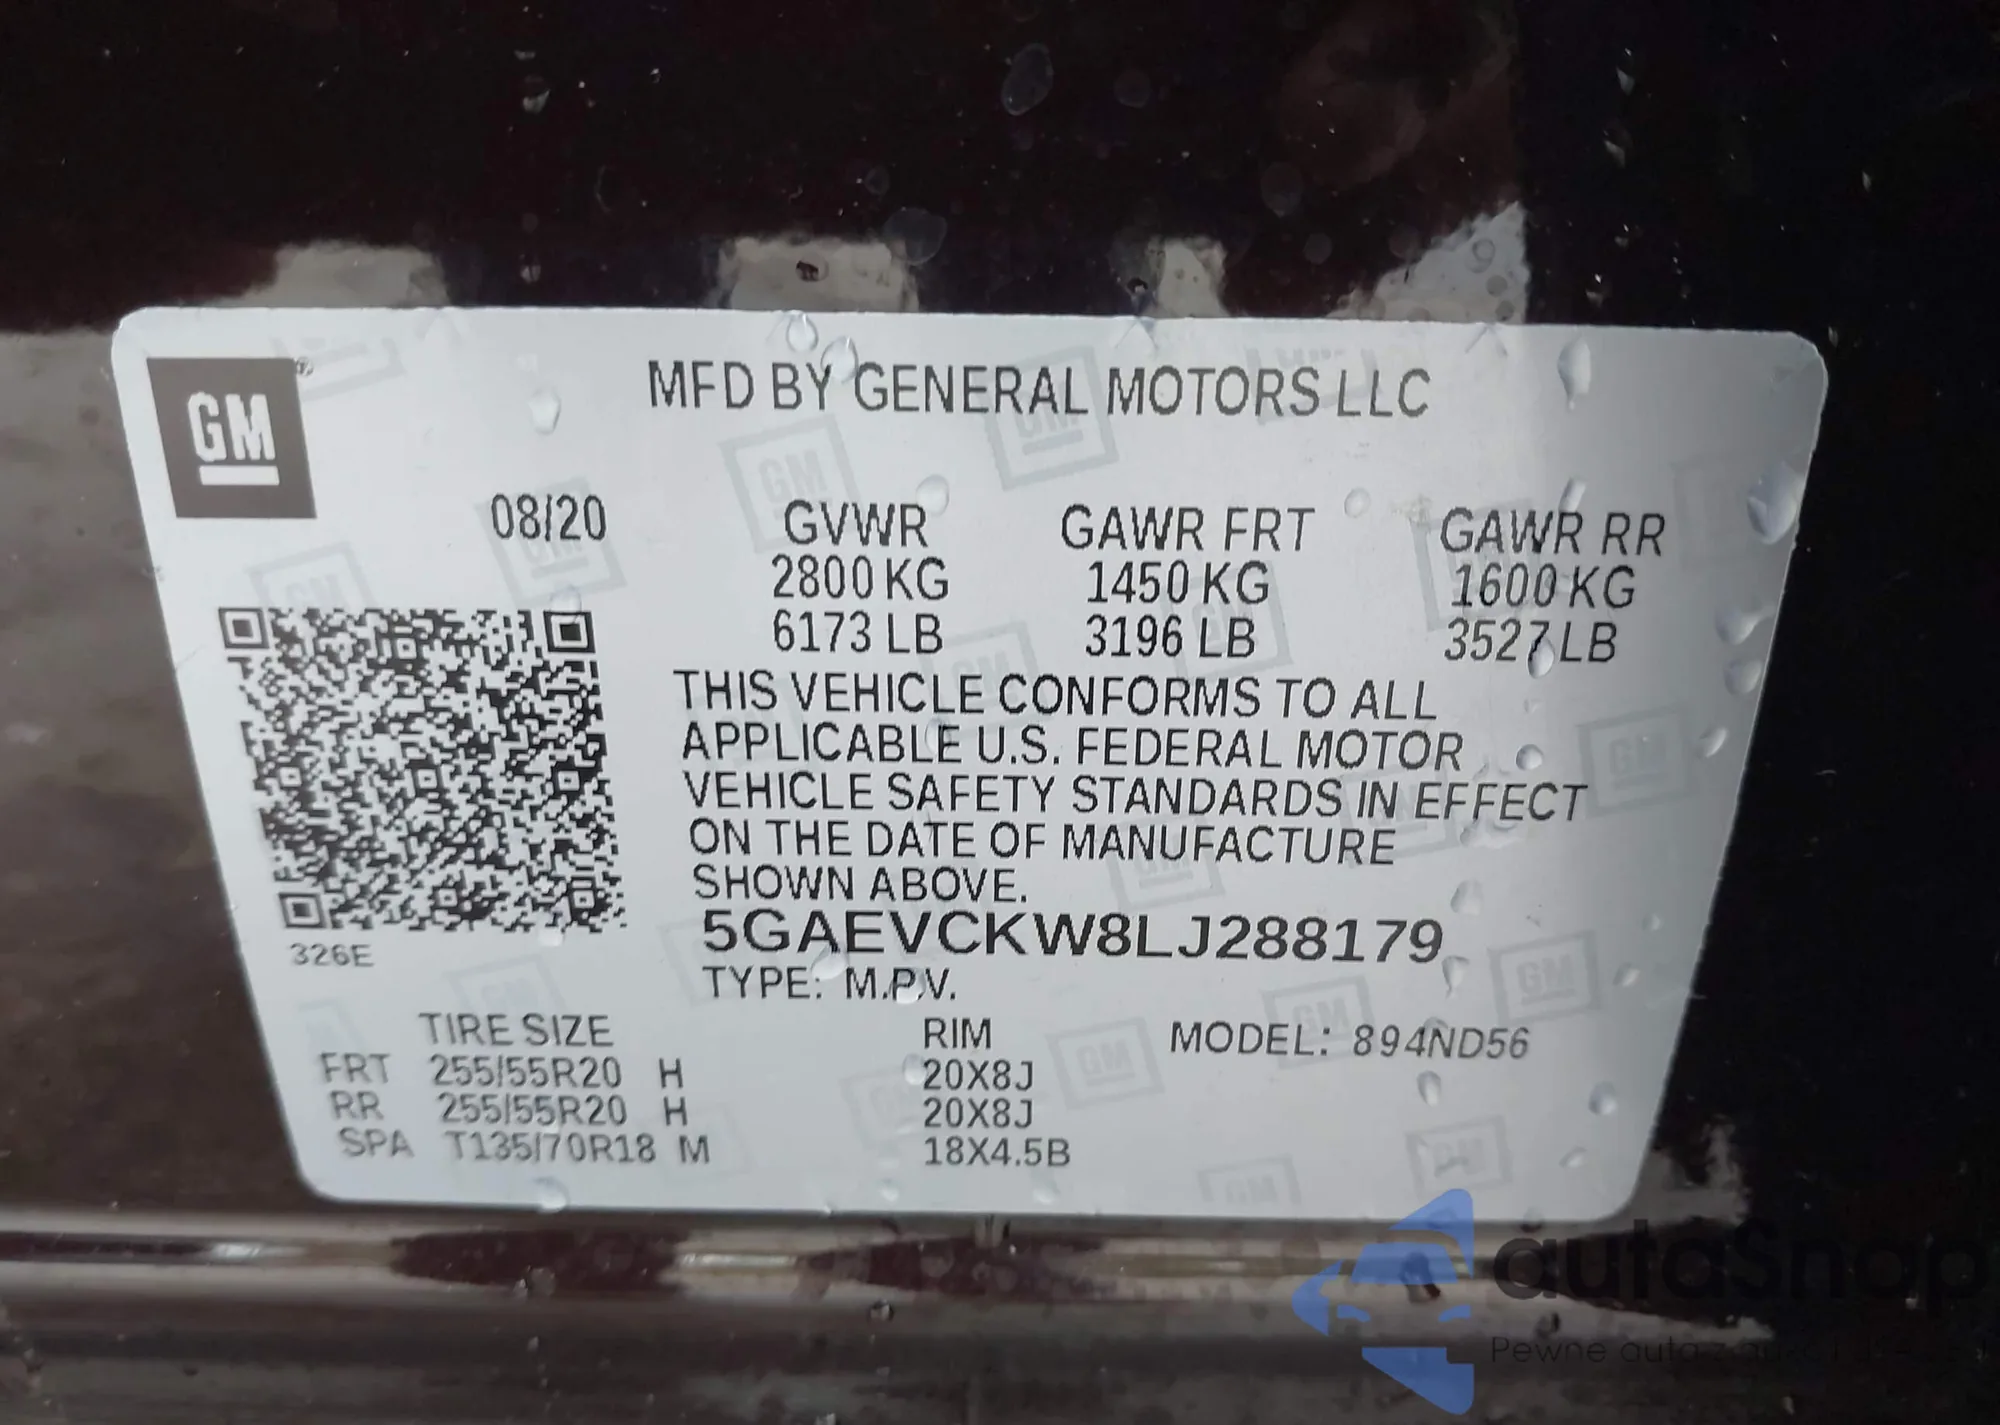 GM
MFD BY GENERAL MOTORS LLC
08/20
GVWR GAWR FRT GAWR RR
2800 KG 1450 KG 1600 KG
6173 LB 3196 LB 3527 LB
THIS VEHICLE CONFORMS TO ALL
APPLICABLE U.S. FEDERAL MOTOR
VEHICLE SAFETY STANDARDS IN EFFECT
ON THE DATE OF MANUFACTURE
SHOWN ABOVE.
5GAEVCKW8LJ288179
326E
TYPE: M.P.V.
TIRE SIZE RIM MODEL: 894ND56
FRT 255/55R20 H 20X8J
RR 255/55R20 H 20X8J
SPA T135/70R18 M 18X4.5B
autoSnap
Pewne auta z